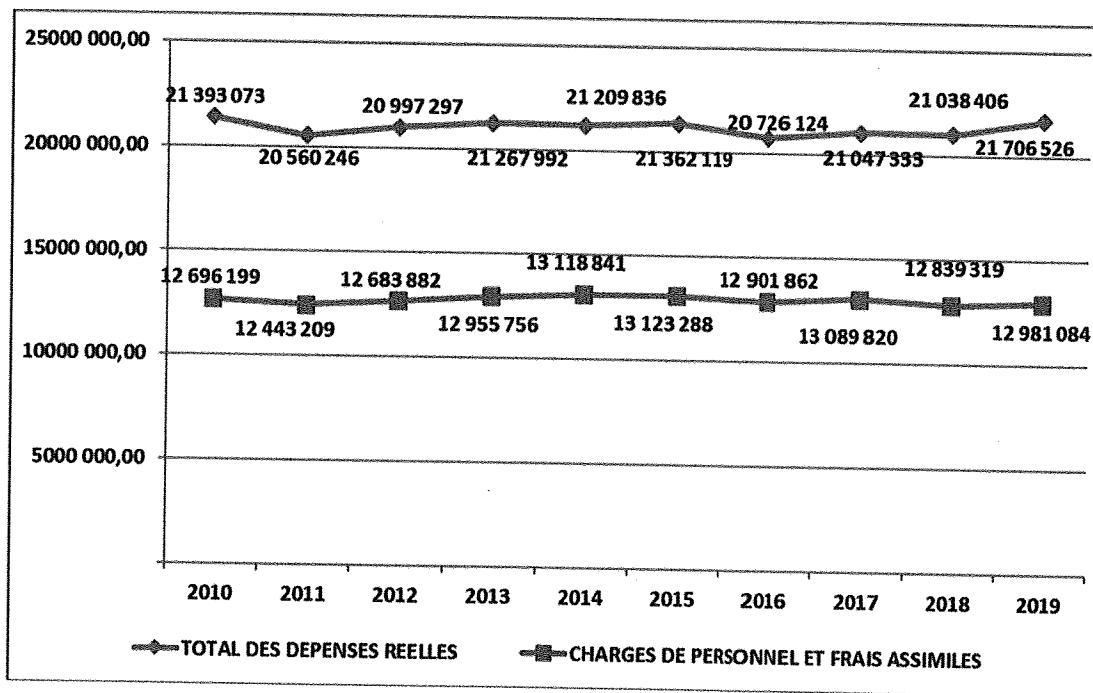 25000 000,00
21 393 073
20 997 297
21 209 836
20 726 124
21 038 406
20000 000,00
20 560 246
21 267 992
21 362 119
21 047 333
21 706 526
15000 000,00
12 696 199
12 683 882
13 118 841
12 901 862
12 839 319
12 443 209
12 955 756
13 123 288
13 089 820
12 981 084
10000 000,00
5000 000,00
2010 2011 2012 2013 2014 2015 2016 2017 2018 2019
TOTAL DES DEPENSES REELLES CHARGES DE PERSONNEL ET FRAIS ASSIMILES